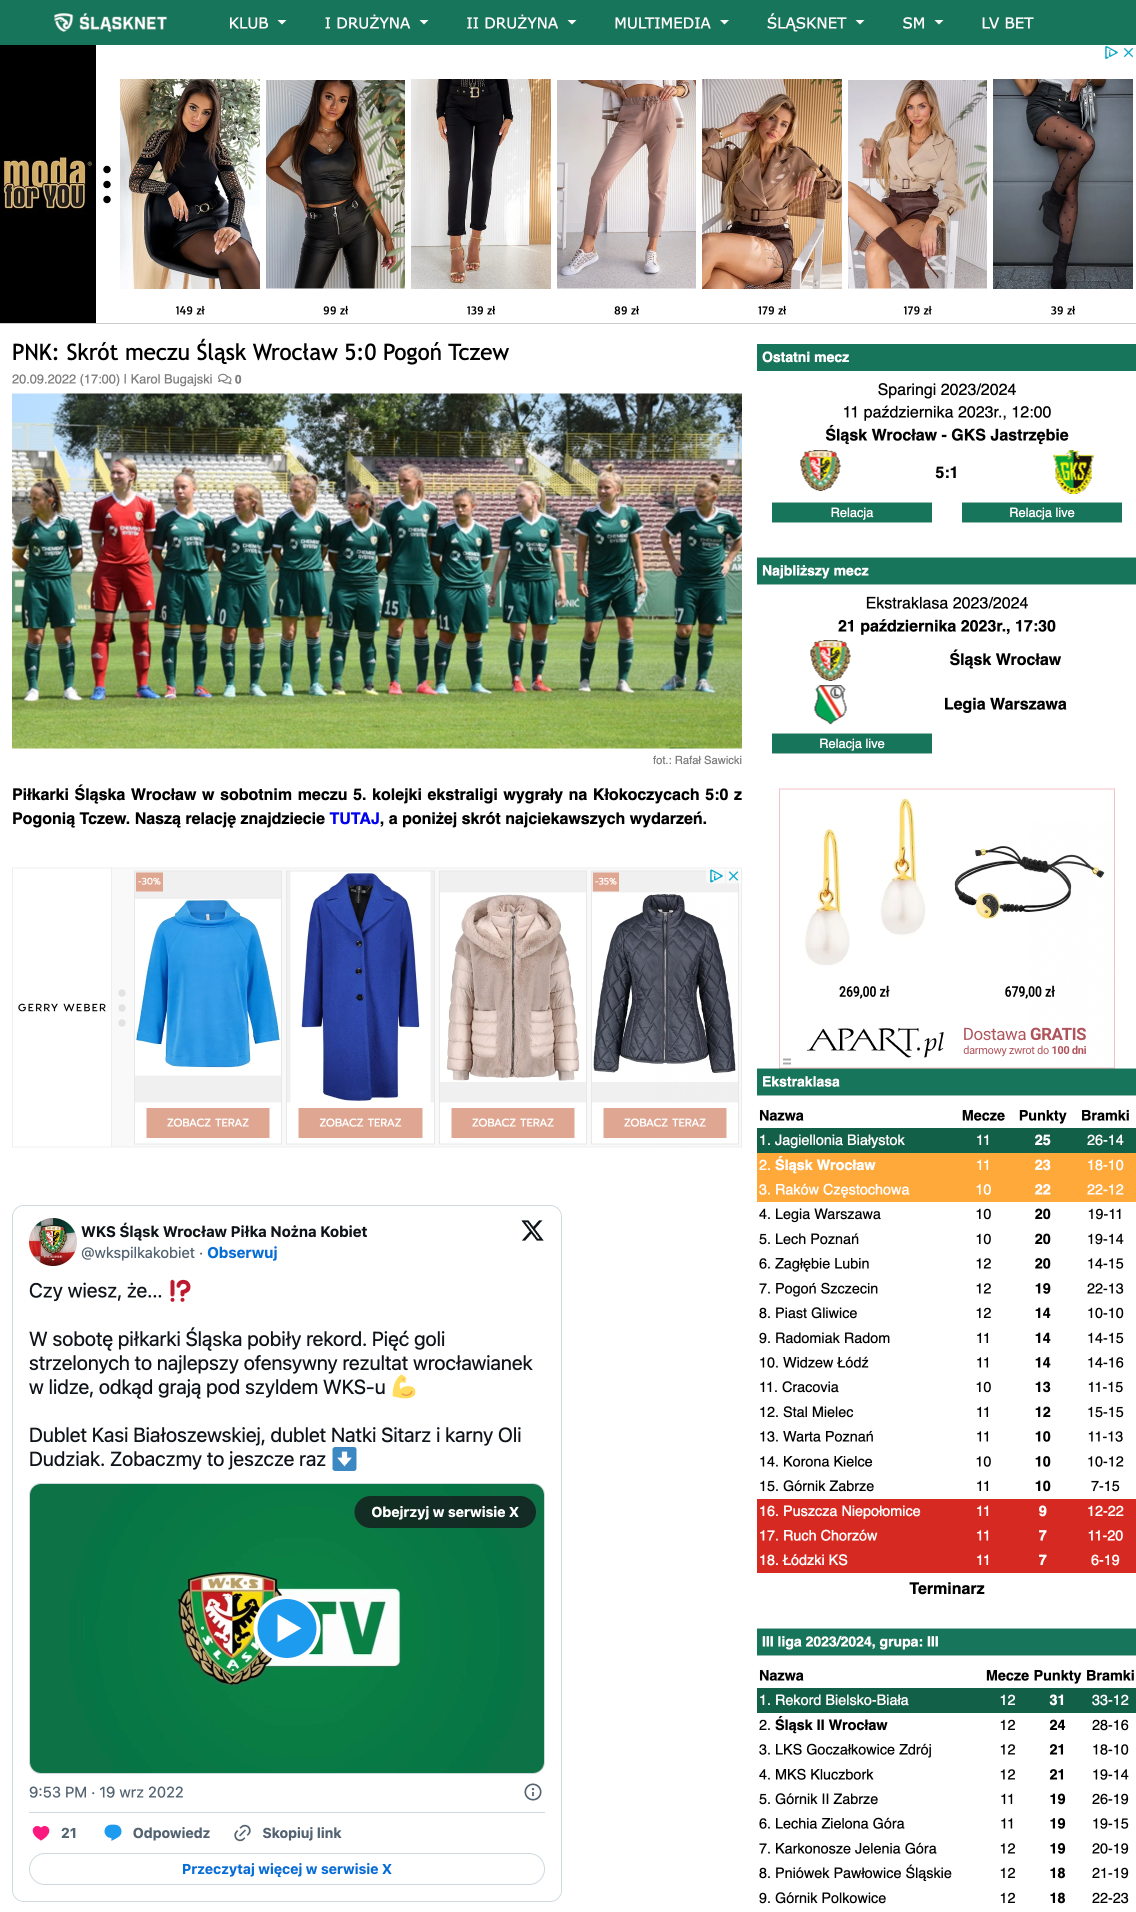 ŚLĄSKNET KLUB I DRUŻYNA II DRUŻYNA MULTIMEDIA ŚLĄSKNET SM LV BET
moda
for YOU
149 zł 99 zł 139 zł 89 zł 179 zł 179 zł 39 zł
PNK: Skrót meczu Śląsk Wrocław 5:0 Pogoń Tczew
20.09.2022 (17:00) | Karol Bugajski 0
fot.: Rafał Sawicki
Piłkarki Śląska Wrocław w sobotnim meczu 5. kolejki ekstraligi wygrały na Kłokoczycach 5:0 z
Pogonią Tczew. Naszą relację znajdziecie TUTAJ, a poniżej skrót najciekawszych wydarzeń.
GERRY WEBER
-30%
-35%
ZOBACZ TERAZ ZOBACZ TERAZ ZOBACZ TERAZ ZOBACZ TERAZ
WKS Śląsk Wrocław Piłka Nożna Kobiet
@wkspilkakobiet · Obserwuj
Czy wiesz, że... ⁉️
W sobotę piłkarki Śląska pobiły rekord. Pięć goli
strzelonych to najlepszy ofensywny rezultat wrocławianek
w lidze, odkąd grają pod szyldem WKS-u 💪
Dublet Kasi Białoszewskiej, dublet Natki Sitarz i karny Oli
Dudziak. Zobaczmy to jeszcze raz ⬇️
Obejrzyj w serwisie X
W·K·S
TV
9:53 PM · 19 wrz 2022
21 Odpowiedz Skopiuj link
Przeczytaj więcej w serwisie X
Ostatni mecz
Sparingi 2023/2024
11 października 2023r., 12:00
Śląsk Wrocław - GKS Jastrzębie
5:1
GKS
Relacja Relacja live
Najbliższy mecz
Ekstraklasa 2023/2024
21 października 2023r., 17:30
Śląsk Wrocław
Legia Warszawa
Relacja live
269,00 zł 679,00 zł
APART.pl
Dostawa GRATIS
darmowy zwrot do 100 dni
Ekstraklasa
Nazwa Mecze Punkty Bramki
1. Jagiellonia Białystok 11 25 26-14
2. Śląsk Wrocław 11 23 18-10
3. Raków Częstochowa 10 22 22-12
4. Legia Warszawa 10 20 19-11
5. Lech Poznań 10 20 19-14
6. Zagłębie Lubin 12 20 14-15
7. Pogoń Szczecin 12 19 22-13
8. Piast Gliwice 12 14 10-10
9. Radomiak Radom 11 14 14-15
10. Widzew Łódź 11 14 14-16
11. Cracovia 10 13 11-15
12. Stal Mielec 11 12 15-15
13. Warta Poznań 11 10 11-13
14. Korona Kielce 10 10 10-12
15. Górnik Zabrze 11 10 7-15
16. Puszcza Niepołomice 11 9 12-22
17. Ruch Chorzów 11 7 11-20
18. Łódzki KS 11 7 6-19
Terminarz
III liga 2023/2024, grupa: III
Nazwa Mecze Punkty Bramki
1. Rekord Bielsko-Biała 12 31 33-12
2. Śląsk II Wrocław 12 24 28-16
3. LKS Goczałkowice Zdrój 12 21 18-10
4. MKS Kluczbork 12 21 19-14
5. Górnik II Zabrze 11 19 26-19
6. Lechia Zielona Góra 11 19 19-15
7. Karkonosze Jelenia Góra 12 19 20-19
8. Pniówek Pawłowice Śląskie 12 18 21-19
9. Górnik Polkowice 12 18 22-23